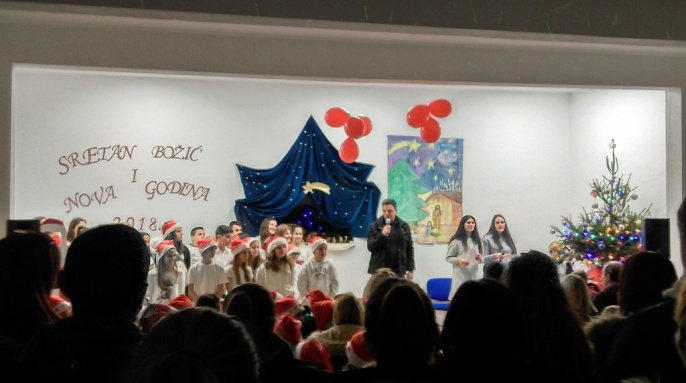 SRETAN BOŽIĆ
I
NOVA GODINA
2018